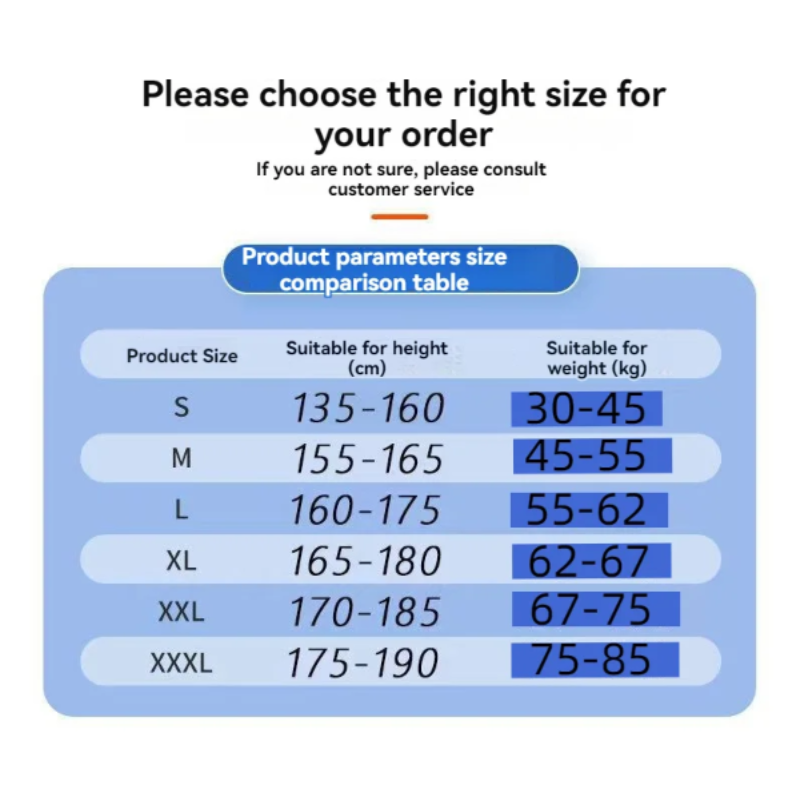 Please choose the right size for
your order
If you are not sure, please consult
customer service
Product parameters size
comparison table
Product Size Suitable for height (cm) Suitable for weight (kg)
S 135-160 30-45
M 155-165 45-55
L 160-175 55-62
XL 165-180 62-67
XXL 170-185 67-75
XXXL 175-190 75-85